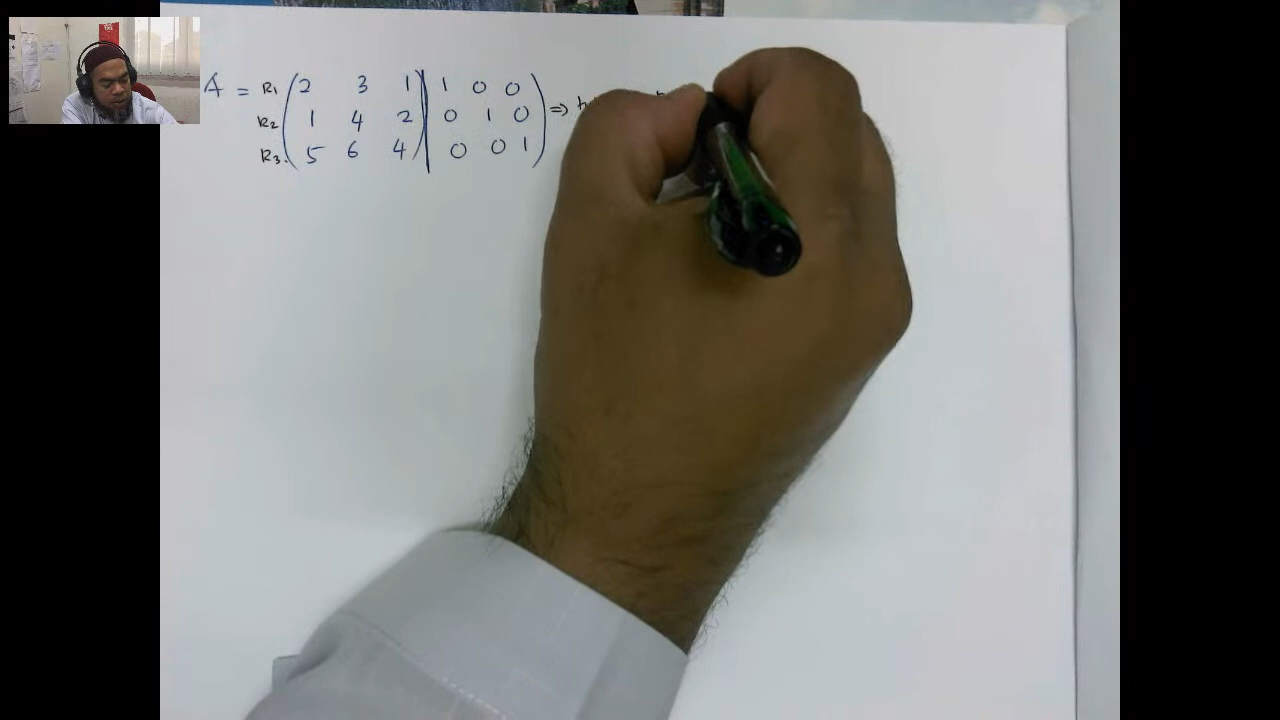 A = R1 ( 2 3 1 | 1 0 0 ) ⇒
R2 1 4 2 | 0 1 0
R3. 5 6 4 | 0 0 1